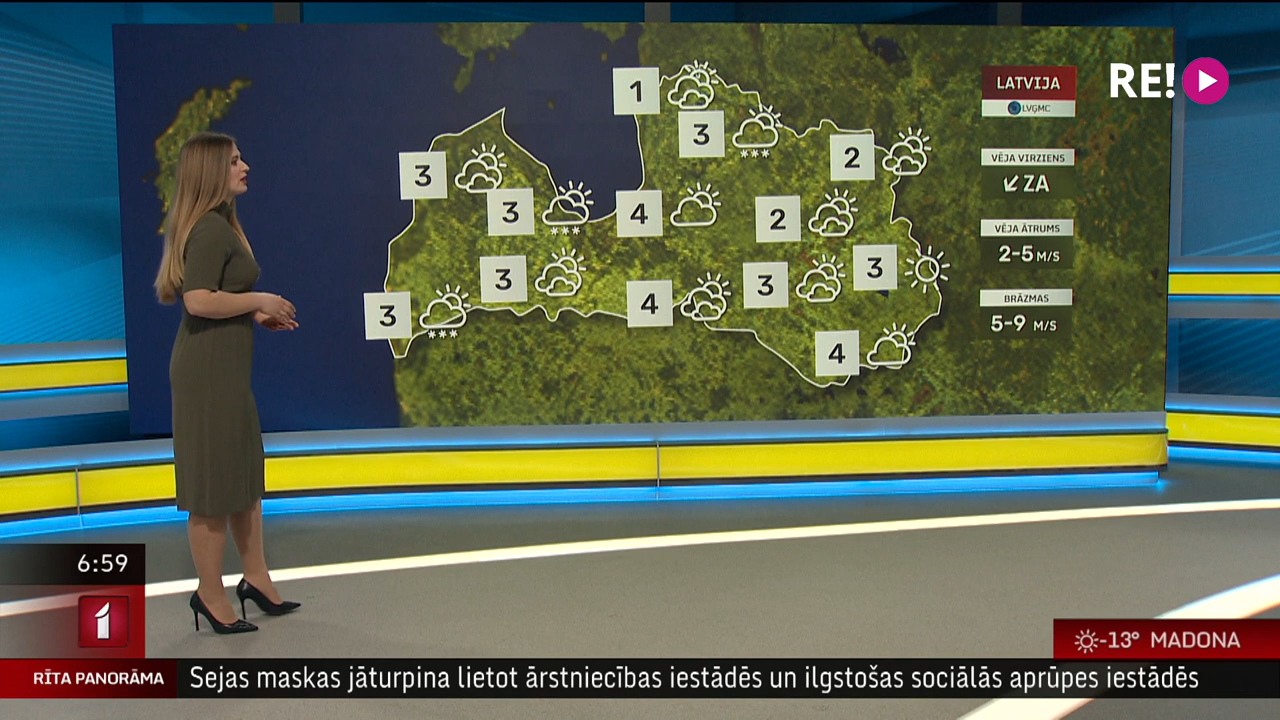 RE!
LATVIJA
LVĢMC
VĒJA VIRZIENS
ZA
VĒJA ĀTRUMS
2-5 M/S
BRĀZMAS
5-9 M/S
1
3
2
3
3
4
2
3
3
3
4
3
4
6:59
1
-13° MADONA
RĪTA PANORĀMA
Sejas maskas jāturpina lietot ārstniecības iestādēs un ilgstošas sociālās aprūpes iestādēs